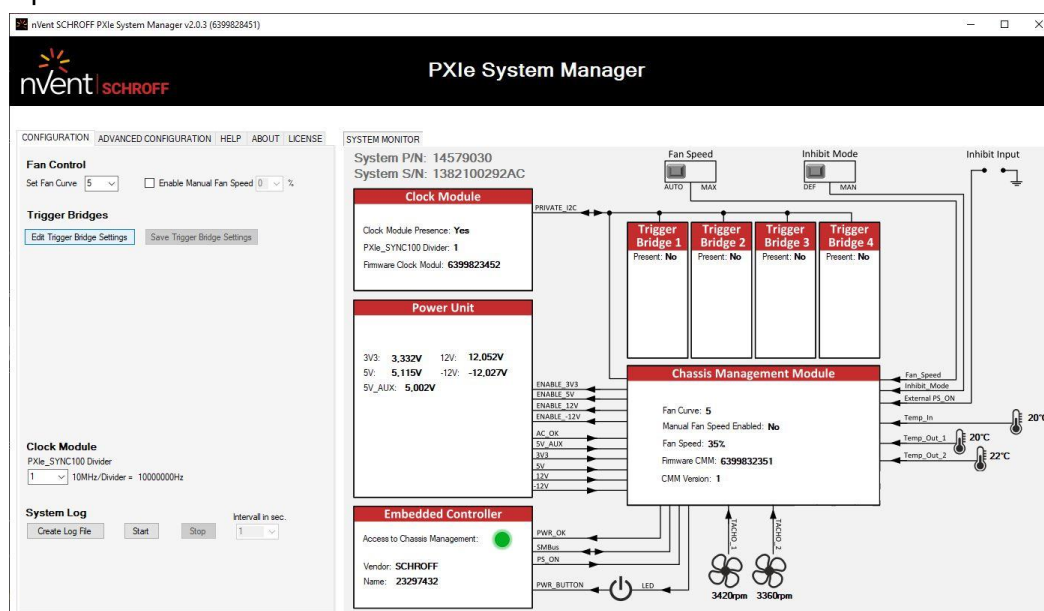 nVent SCHROFF PXIe System Manager v2.0.3 (6399828451)
nVent SCHROFF
PXIe System Manager
CONFIGURATION ADVANCED CONFIGURATION HELP ABOUT LICENSE
Fan Control
Set Fan Curve 5 Enable Manual Fan Speed 0 %
Trigger Bridges
Edit Trigger Bridge Settings Save Trigger Bridge Settings
Clock Module
PXIe_SYNC100 Divider
1 10MHz/Divider = 10000000Hz
System Log
Intervall in sec.
Create Log File Start Stop 1
SYSTEM MONITOR
System P/N: 14579030
System S/N: 1382100292AC
Fan Speed
AUTO MAX
Inhibit Mode
DEF MAN
Inhibit Input
Clock Module
Clock Module Presence: Yes
PXIe_SYNC100 Divider: 1
Firmware Clock Modul: 6399823452
PRIVATE_I2C
Trigger Bridge 1
Present: No
Trigger Bridge 2
Present: No
Trigger Bridge 3
Present: No
Trigger Bridge 4
Present: No
Power Unit
3V3: 3,332V 12V: 12,052V
5V: 5,115V -12V: -12,027V
5V_AUX: 5,002V
ENABLE_3V3
ENABLE_5V
ENABLE_12V
ENABLE_-12V
AC_OK
5V_AUX
3V3
5V
12V
-12V
Chassis Management Module
Fan Curve: 5
Manual Fan Speed Enabled: No
Fan Speed: 35%
Firmware CMM: 6399832351
CMM Version: 1
Fan_Speed
Inhibit_Mode
External PS_ON
Temp_In 20°C
Temp_Out_1 20°C
Temp_Out_2 22°C
Embedded Controller
Access to Chassis Management:
Vendor: SCHROFF
Name: 23297432
PWR_OK
SMBus
PS_ON
PWR_BUTTON
LED
TACHO_1
TACHO_2
3420rpm 3360rpm